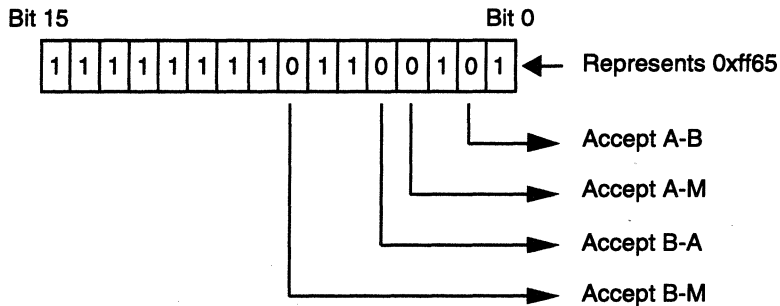 Bit 15 Bit 0
1 1 1 1 1 1 1 1 0 1 1 0 0 1 0 1 Represents 0xff65
Accept A-B
Accept A-M
Accept B-A
Accept B-M